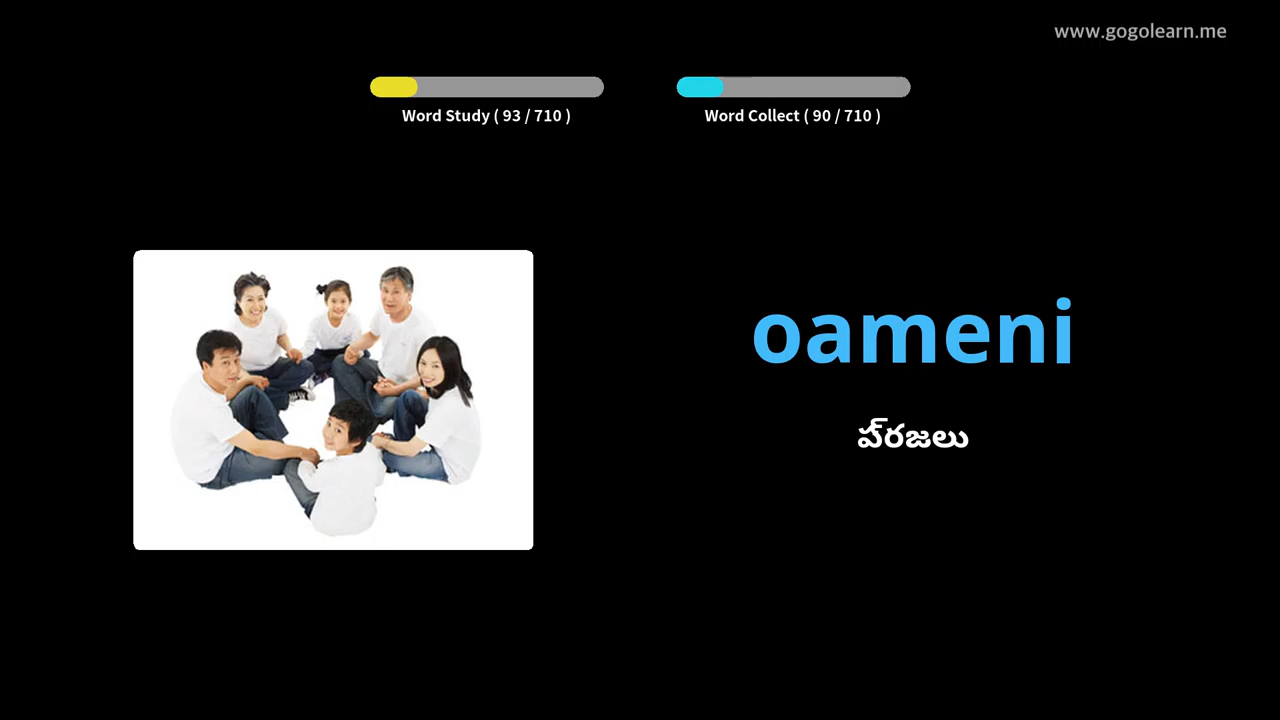 www.gogolearn.me
Word Study ( 93 / 710 )
Word Collect ( 90 / 710 )
oameni
ప్రజలు